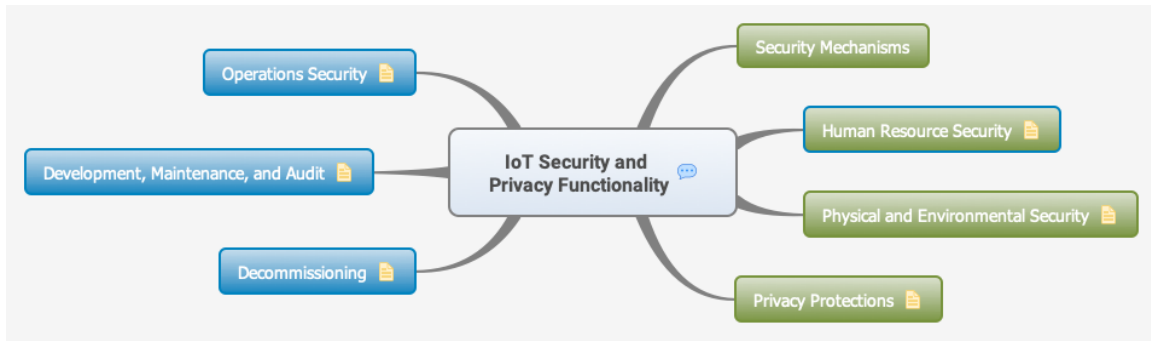 Operations Security
Development, Maintenance, and Audit
Decommissioning
IoT Security and
Privacy Functionality
Security Mechanisms
Human Resource Security
Physical and Environmental Security
Privacy Protections